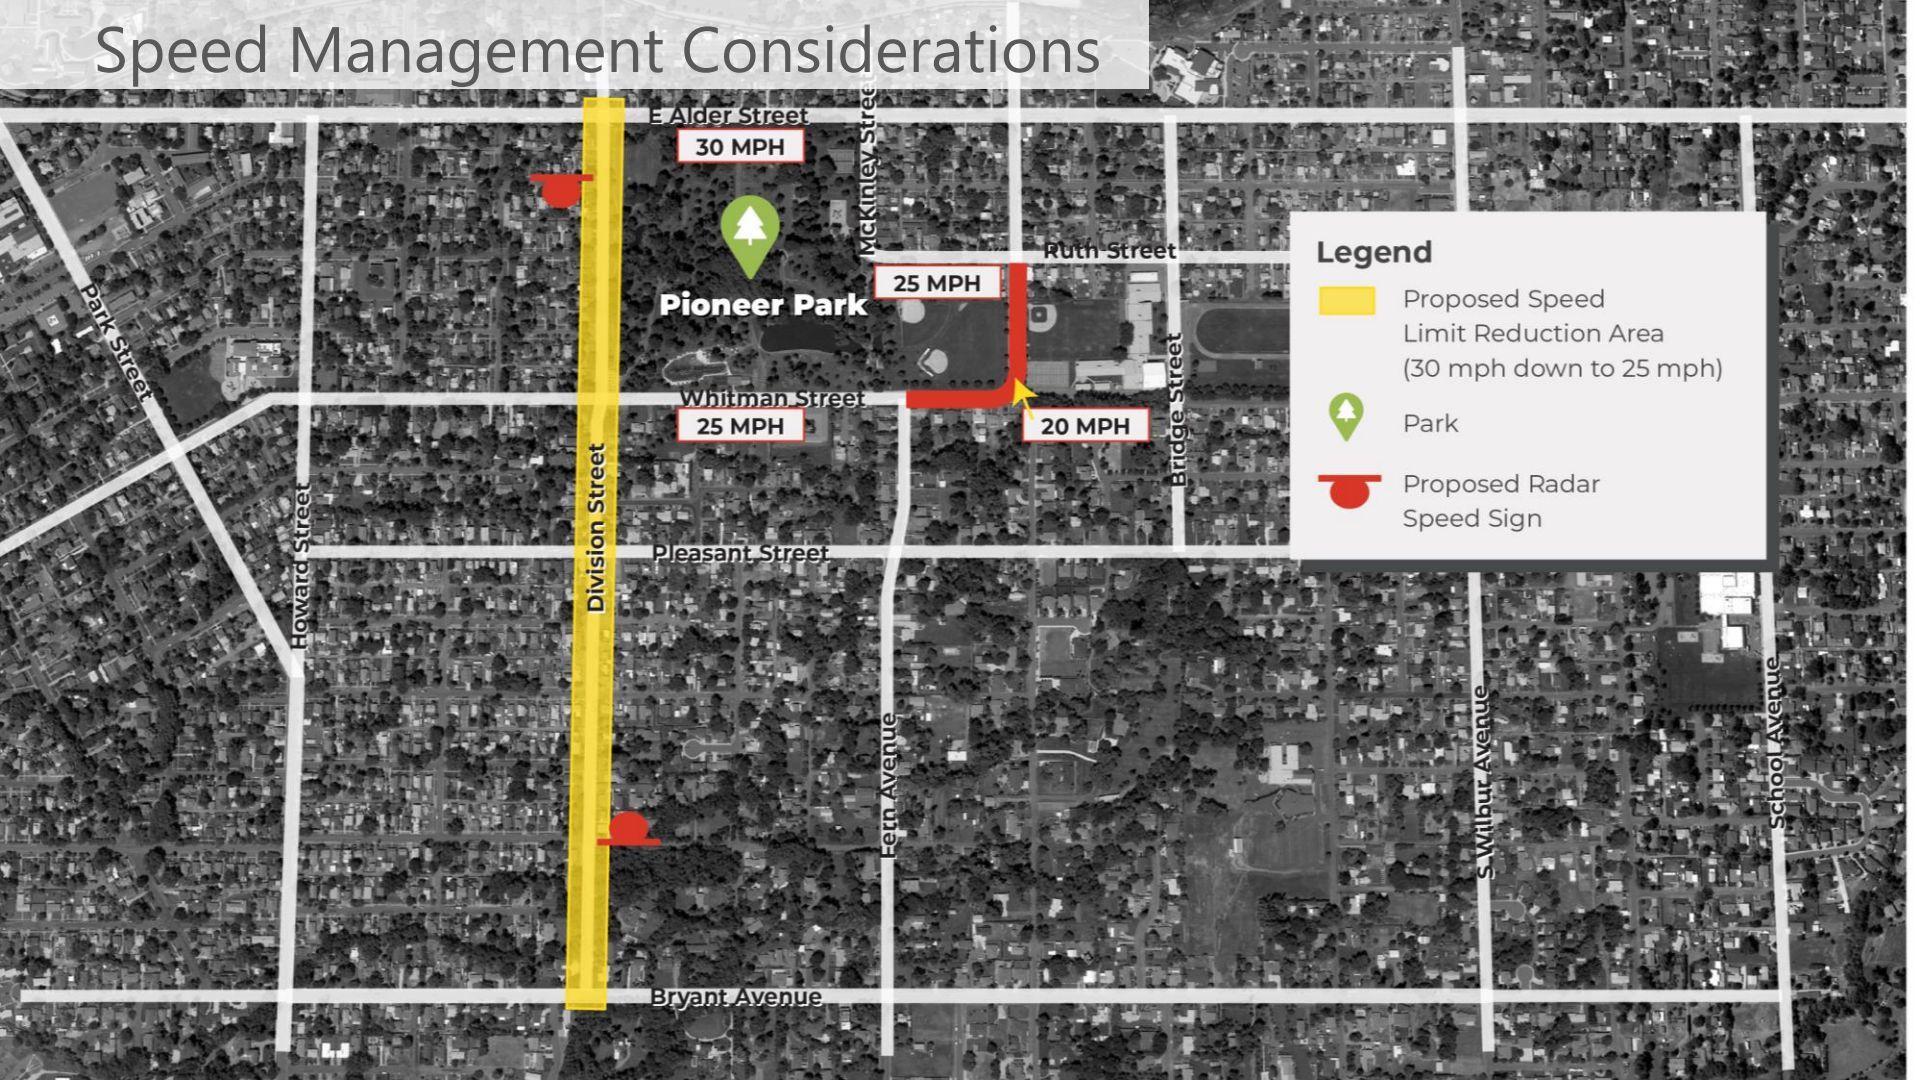 Speed Management Considerations
E Alder Street
30 MPH
McKinley Street
Ruth Street
25 MPH
Pioneer Park
Park Street
Whitman Street
25 MPH
20 MPH
Bridge Street
Howard Street
Division Street
Pleasant Street
Fern Avenue
S Wilbur Avenue
School Avenue
Bryant Avenue
Legend
Proposed Speed
Limit Reduction Area
(30 mph down to 25 mph)
Park
Proposed Radar
Speed Sign